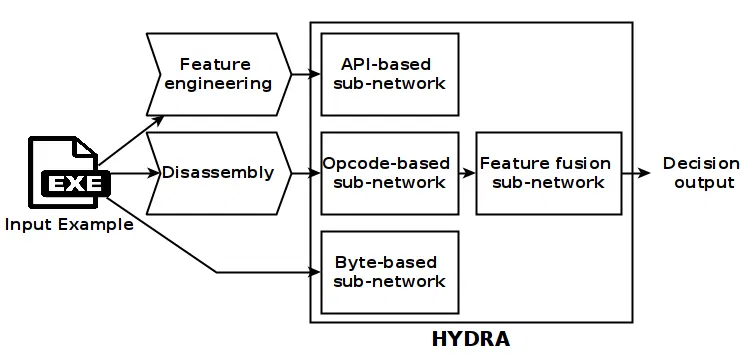 Feature
engineering
API-based
sub-network
Disassembly
Opcode-based
sub-network
Feature fusion
sub-network
Decision
output
EXE
Input Example
Byte-based
sub-network
HYDRA